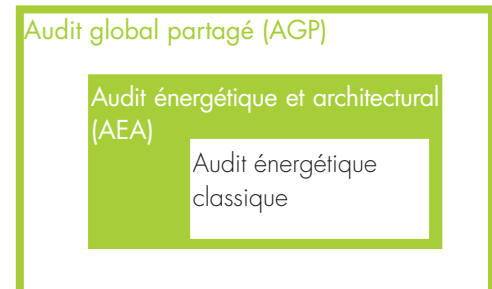 Audit global partagé (AGP)
Audit énergétique et architectural
(AEA)
Audit énergétique
classique